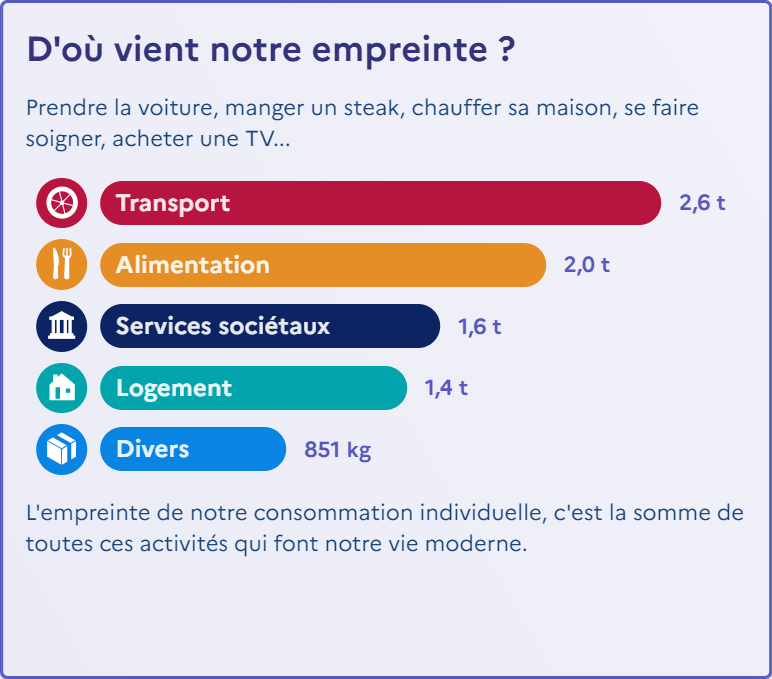 D'où vient notre empreinte ?
Prendre la voiture, manger un steak, chauffer sa maison, se faire
soigner, acheter une TV...
Transport 2,6 t
Alimentation 2,0 t
Services sociétaux 1,6 t
Logement 1,4 t
Divers 851 kg
L'empreinte de notre consommation individuelle, c'est la somme de
toutes ces activités qui font notre vie moderne.